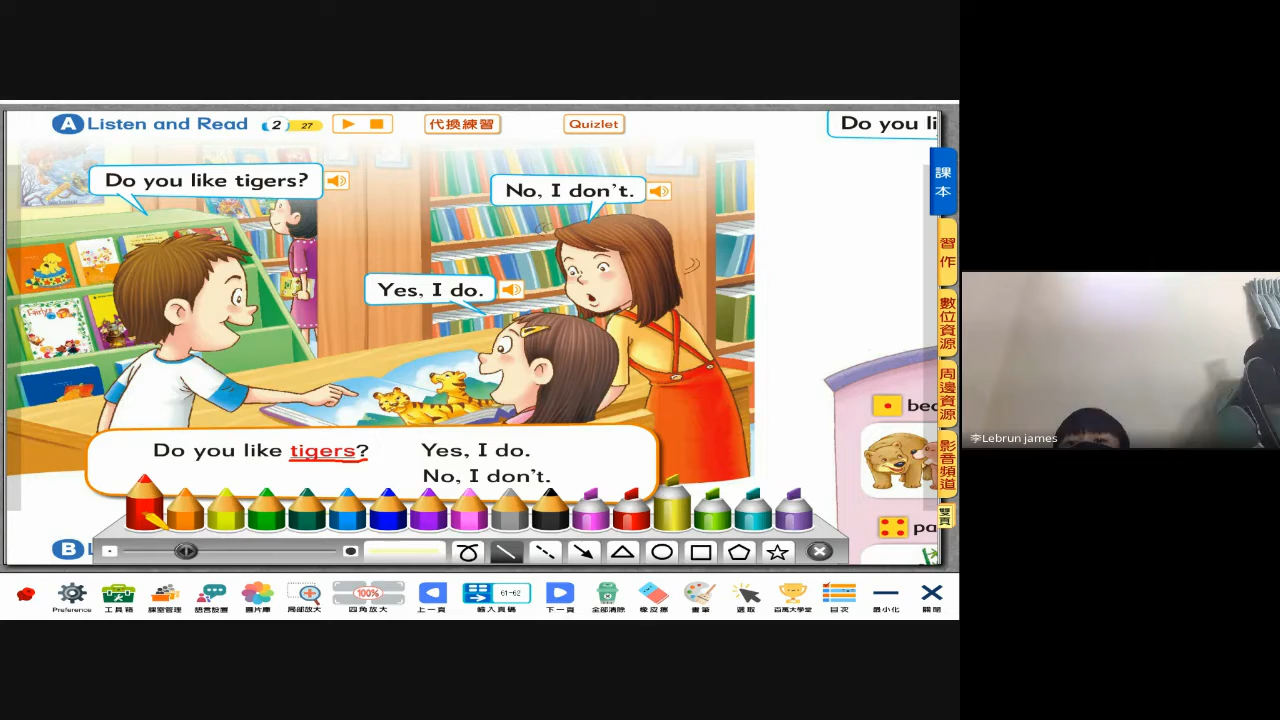 A Listen and Read 2 27 代換練習 Quizlet
Do you li
Do you like tigers?
No, I don't.
Yes, I do.
Do you like tigers? Yes, I do.
No, I don't.
B L
課本
習作
數位資源
周邊資源
影音頻道
雙頁
bea
pa
李Lebrun james
100% 61-62
Preference 工具箱 課室管理 語言設置 圖片庫 局部放大 四角放大 上一頁 輸入頁碼 下一頁 全部清除 橡皮擦 畫筆 選取 百萬大學堂 目次 最小化 關閉